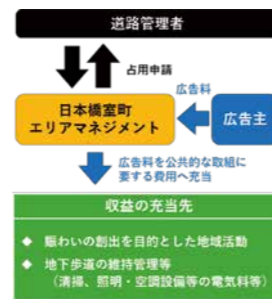 道路管理者
占用申請
広告料
日本橋室町
エリアマネジメント
広告主
広告料を公共的な取組に
要する費用へ充当
収益の充当先
◆ 賑わいの創出を目的とした地域活動
◆ 地下歩道の維持管理等
（清掃、照明・空調設備等の電気料等）